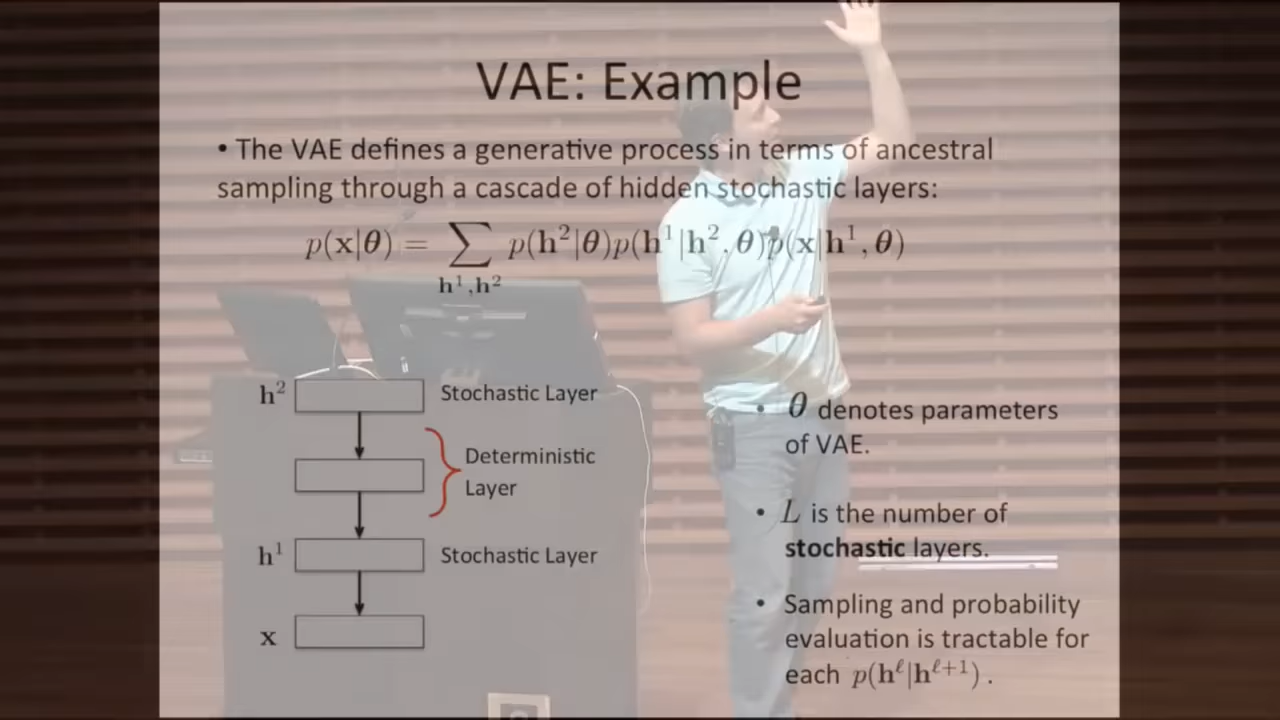 VAE: Example
• The VAE defines a generative process in terms of ancestral
sampling through a cascade of hidden stochastic layers:
p(x|θ) = ∑ p(h²|θ)p(h¹|h², θ)p(x|h¹, θ)
h¹,h²
h² Stochastic Layer
Deterministic
Layer
h¹ Stochastic Layer
x
• θ denotes parameters
of VAE.
• L is the number of
stochastic layers.
• Sampling and probability
evaluation is tractable for
each p(h^ℓ|h^{ℓ+1}) .